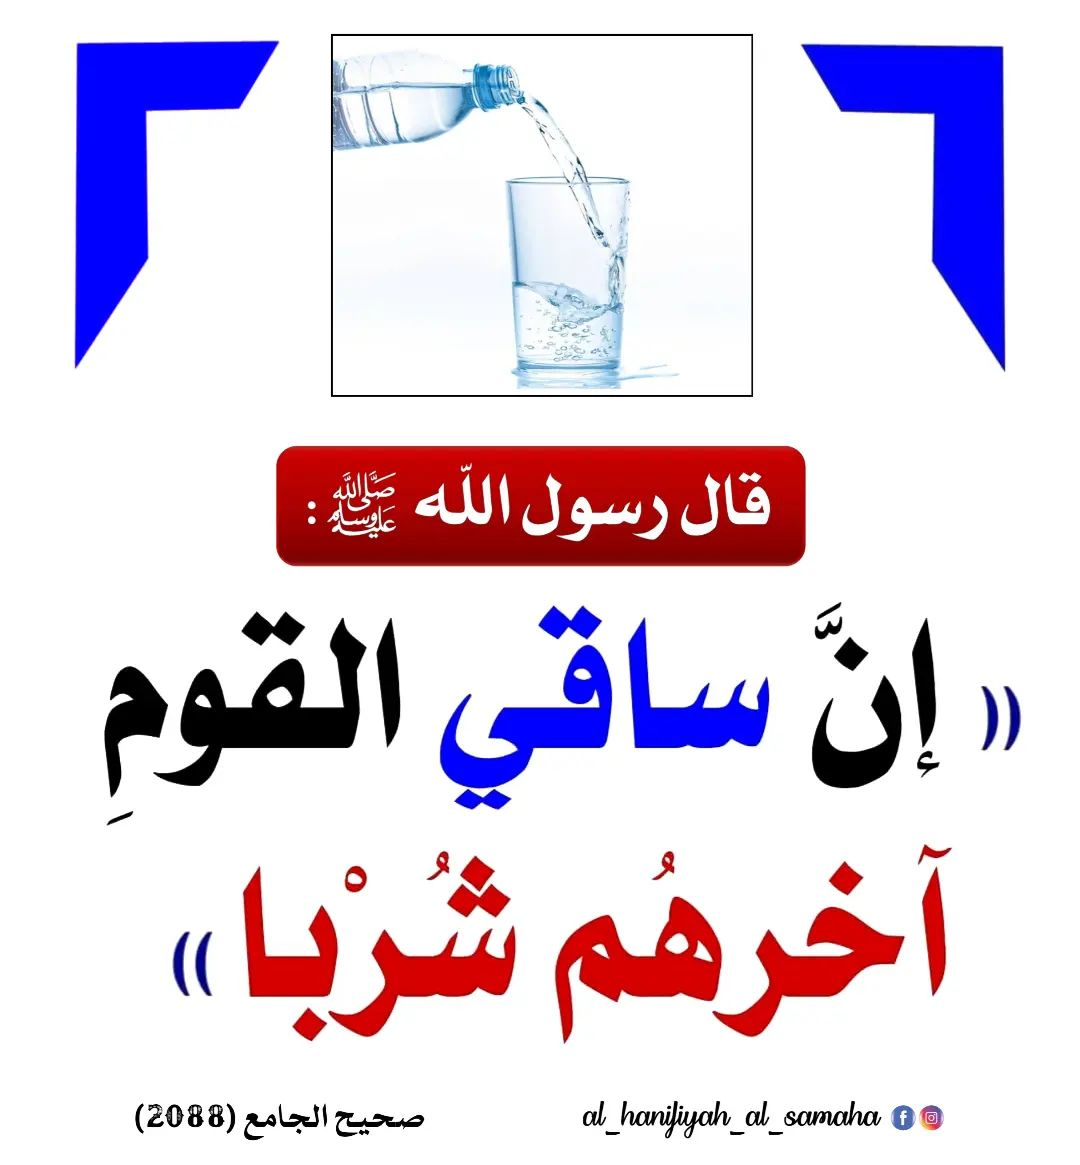 قال رسول الله ﷺ :
(( إنَّ ساقي القومِ
آخرهُم شُرْبا ))
صحيح الجامع (2088)
al_hanifiyah_al_samaha